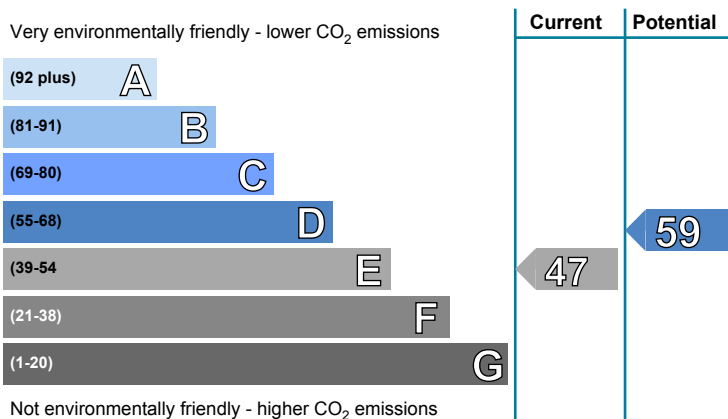 Current Potential
Very environmentally friendly - lower CO2 emissions
(92 plus) A
(81-91) B
(69-80) C
(55-68) D
59
(39-54 E
47
(21-38) F
(1-20) G
Not environmentally friendly - higher CO2 emissions